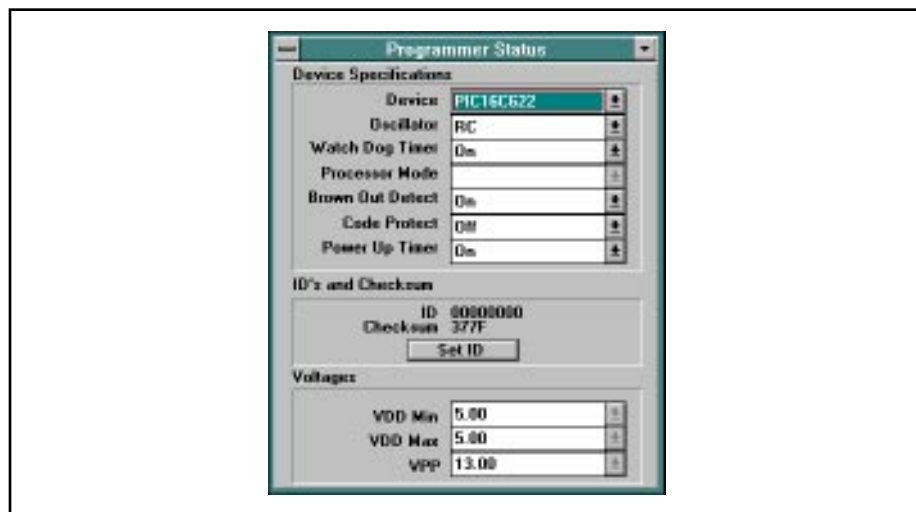 Programmer Status
Device Specifications
Device PIC16C622
Oscillator RC
Watch Dog Timer On
Processor Mode
Brown Out Detect On
Code Protect Off
Power Up Timer On
ID's and Checksum
ID 00000000
Checksum 377F
Set ID
Voltages
VDD Min 5.00
VDD Max 5.00
VPP 13.00